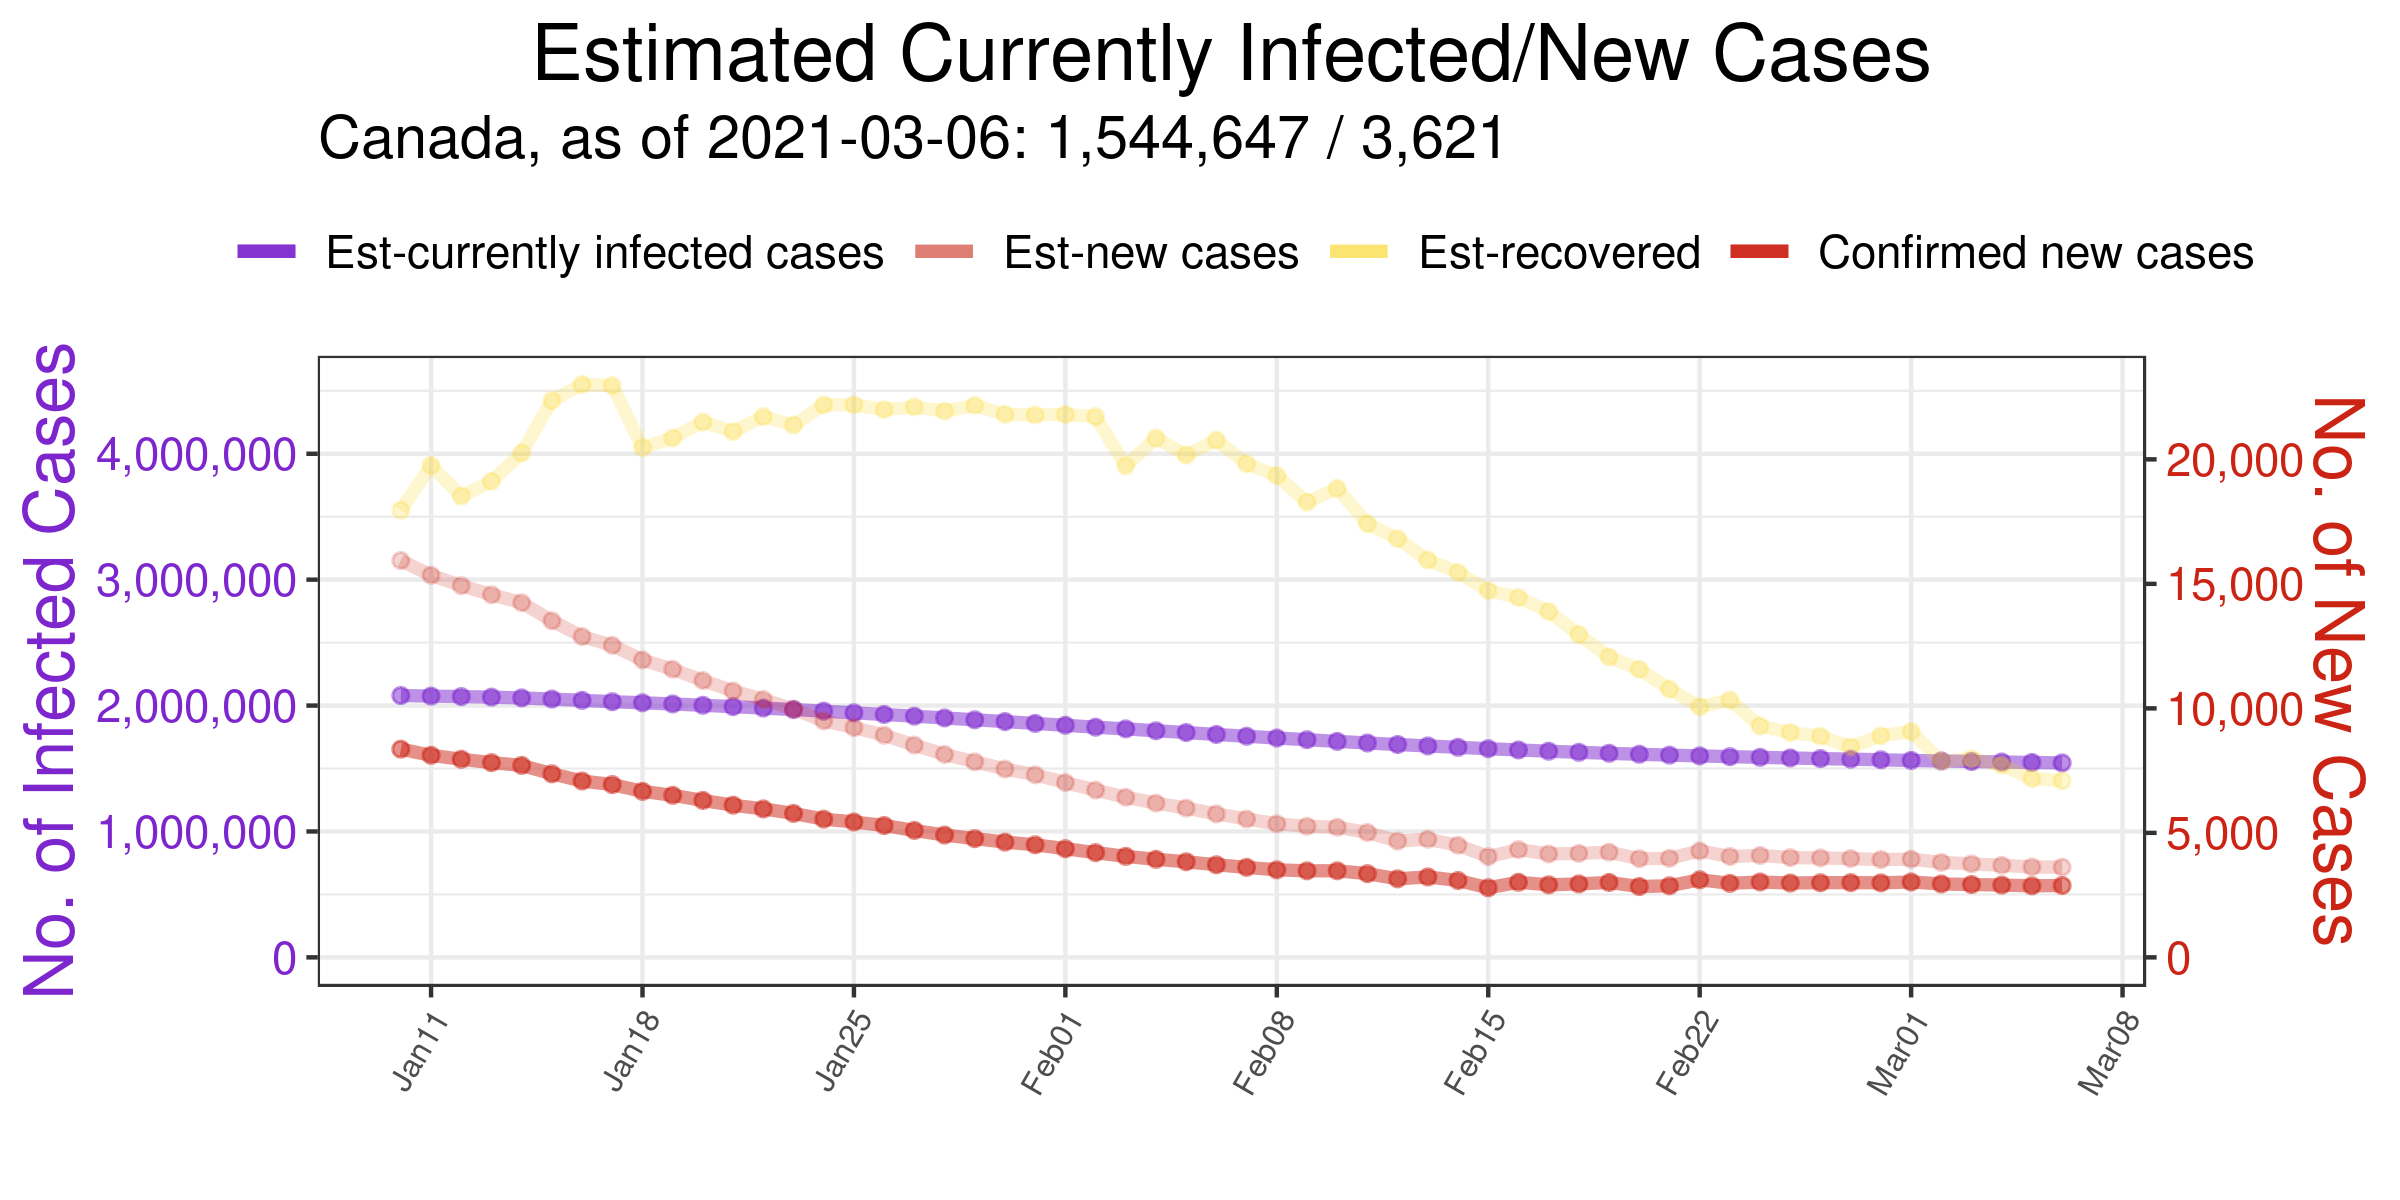 Estimated Currently Infected/New Cases
Canada, as of 2021-03-06: 1,544,647 / 3,621
Est-currently infected cases Est-new cases Est-recovered Confirmed new cases
No. of Infected Cases
4,000,000
3,000,000
2,000,000
1,000,000
0
20,000
15,000
10,000
5,000
0
No. of New Cases
Jan11 Jan18 Jan25 Feb01 Feb08 Feb15 Feb22 Mar01 Mar08